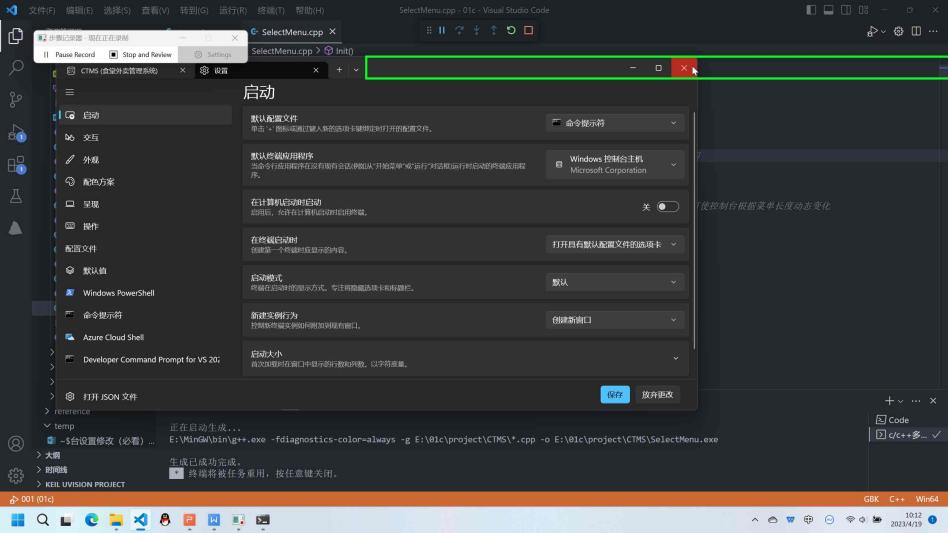 文件(F) 编辑(E) 选择(S) 查看(V) 转到(G) 运行(R) 终端(T) 帮助(H)
SelectMenu.cpp - 01c - Visual Studio Code
SelectMenu.cpp
步骤记录器 - 现在正在录制
Pause Record
Stop and Review
Settings
SelectMenu.cpp > Init()
CTMS (食堂外卖管理系统)
设置
启动
交互
外观
配色方案
呈现
操作
配置文件
默认值
Windows PowerShell
命令提示符
Azure Cloud Shell
Developer Command Prompt for VS 202
打开 JSON 文件
启动
默认配置文件
单击 '+' 图标或通过键入新的选项卡键绑定时打开的配置文件。
命令提示符
默认终端应用程序
当命令行应用程序在没有现有会话(例如从"开始菜单"或"运行"对话框)运行时启动的终端应用程
序。
Windows 控制台主机
Microsoft Corporation
在计算机启动时启动
启用后，允许在计算机启动时启用终端。
关
在终端启动时
创建第一个终端时应显示的内容。
打开具有默认配置文件的选项卡
启动模式
终端在启动时的显示方式。专注将隐藏选项卡和标题栏。
默认
新建实例行为
控制新终端实例如何附加到现有窗口。
创建新窗口
启动大小
首次加载时在窗口中显示的行数和列数。以字符度量。
保存
放弃更改
使控制台根据菜单长度动态变化
reference
temp
~$台设置修改（必看）...
大纲
时间线
KEIL UVISION PROJECT
正在启动生成...
E:\MinGW\bin\g++.exe -fdiagnostics-color=always -g E:\01c\project\CTMS\*.cpp -o E:\01c\project\CTMS\SelectMenu.exe
生成已成功完成。
* 终端将被任务重用，按任意键关闭。
Code
c/c++多...
001 (01c)
GBK C++ Win64
10:12
2023/4/19